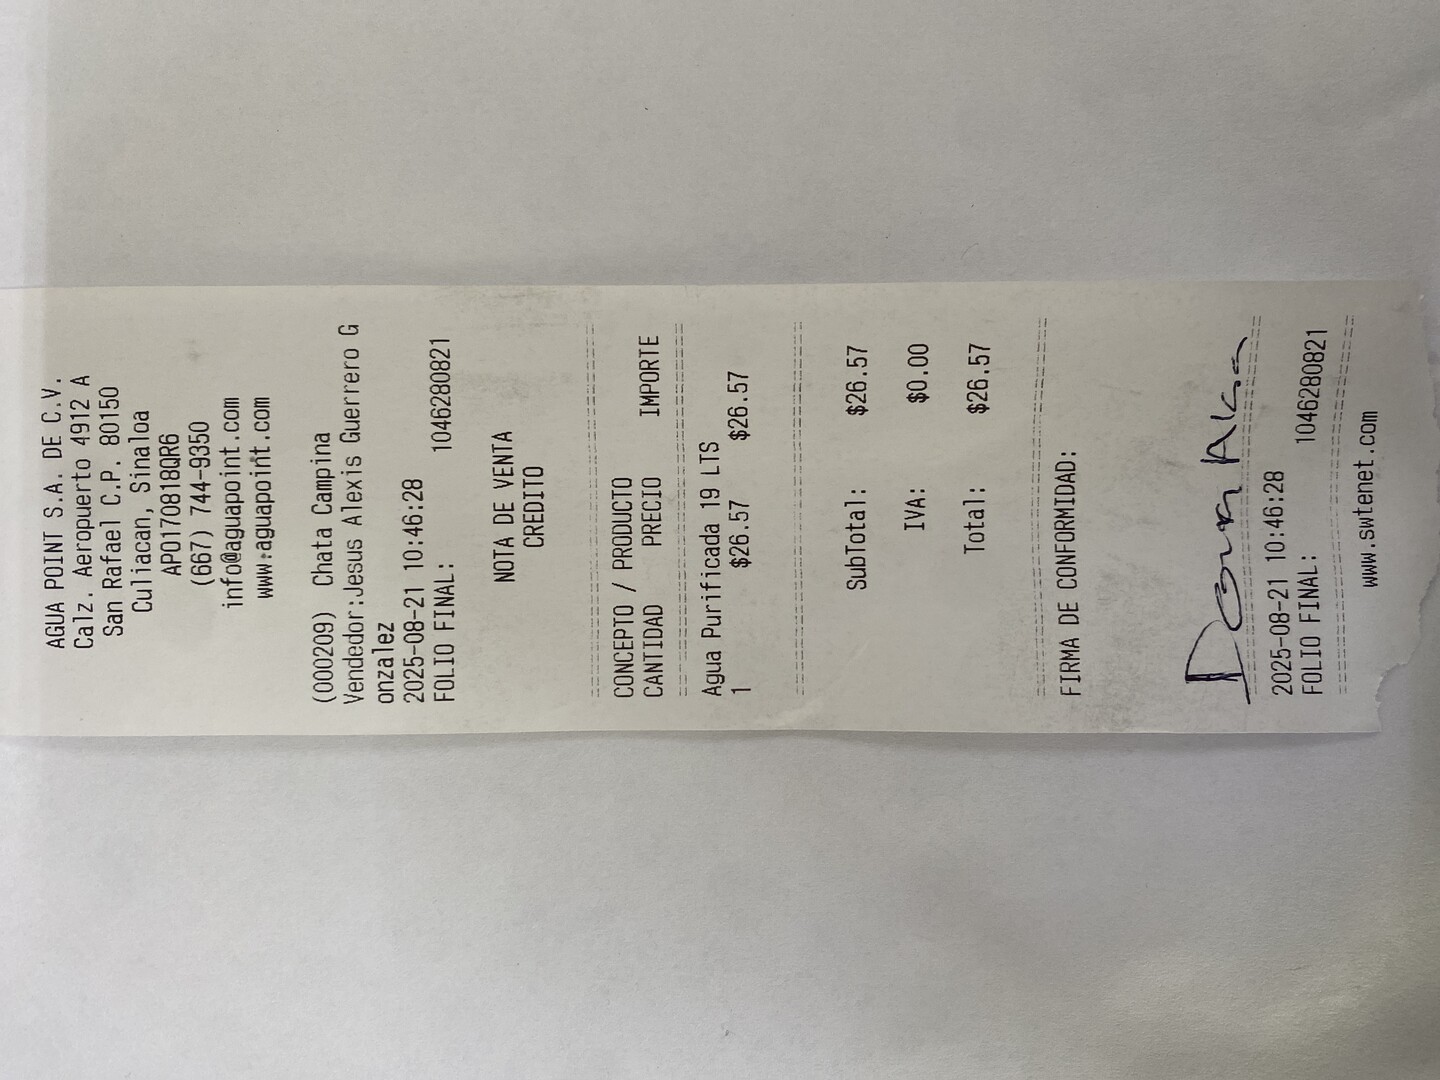 AGUA POINT S.A. DE C.V.
Calz. Aeropuerto 4912 A
San Rafael C.P. 80150
Culiacan, Sinaloa
APO170818QR6
(667) 744-9350
info@aguapoint.com
www.aguapoint.com
(000209) Chata Campina
Vendedor:Jesus Alexis Guerrero G
onzalez
2025-08-21 10:46:28
FOLIO FINAL: 1046280821
NOTA DE VENTA
CREDITO
CONCEPTO / PRODUCTO
CANTIDAD PRECIO IMPORTE
Agua Purificada 19 LTS
1 $26.57 $26.57
SubTotal: $26.57
IVA: $0.00
Total: $26.57
FIRMA DE CONFORMIDAD:
2025-08-21 10:46:28
FOLIO FINAL: 1046280821
www.swtenet.com